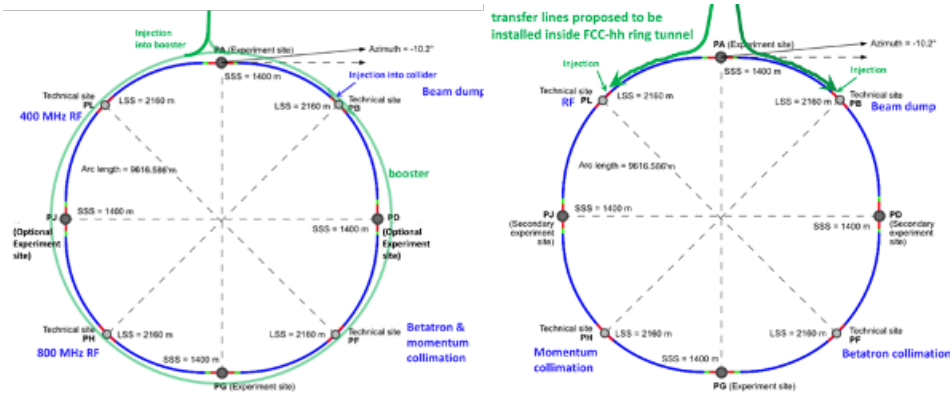 Injection
into booster
PA (Experiment site)
Azimuth = -10.2°
SSS = 1400 m
Injection into collider
Technical site
PL
LSS = 2160 m
400 MHz RF
LSS = 2160 m
Technical site
PB
Beam dump
Arc length = 9616.586'm
booster
PJ
SSS = 1400 m
(Optional
Experiment
site)
PD
SSS = 1400 m
(Optional
Experiment
site)
Technical site
PH
LSS = 2160 m
800 MHz RF
LSS = 2160 m
Technical site
PF
Betatron &
momentum
collimation
SSS = 1400 m
PG (Experiment site)
transfer lines proposed to be
installed inside FCC-hh ring tunnel
PA (Experiment site)
Azimuth = -10.2°
SSS = 1400 m
Injection
Injection
Technical site
PL
LSS = 2160 m
RF
LSS = 2160 m
Technical site
PB
Beam dump
Arc length = 9616.586'm
PJ
SSS = 1400 m
(Secondary
experiment
site)
PD
SSS = 1400 m
(Secondary
experiment
site)
Technical site
PH
LSS = 2160 m
Momentum
collimation
LSS = 2160 m
Technical site
PF
Betatron collimation
SSS = 1400 m
PG (Experiment site)